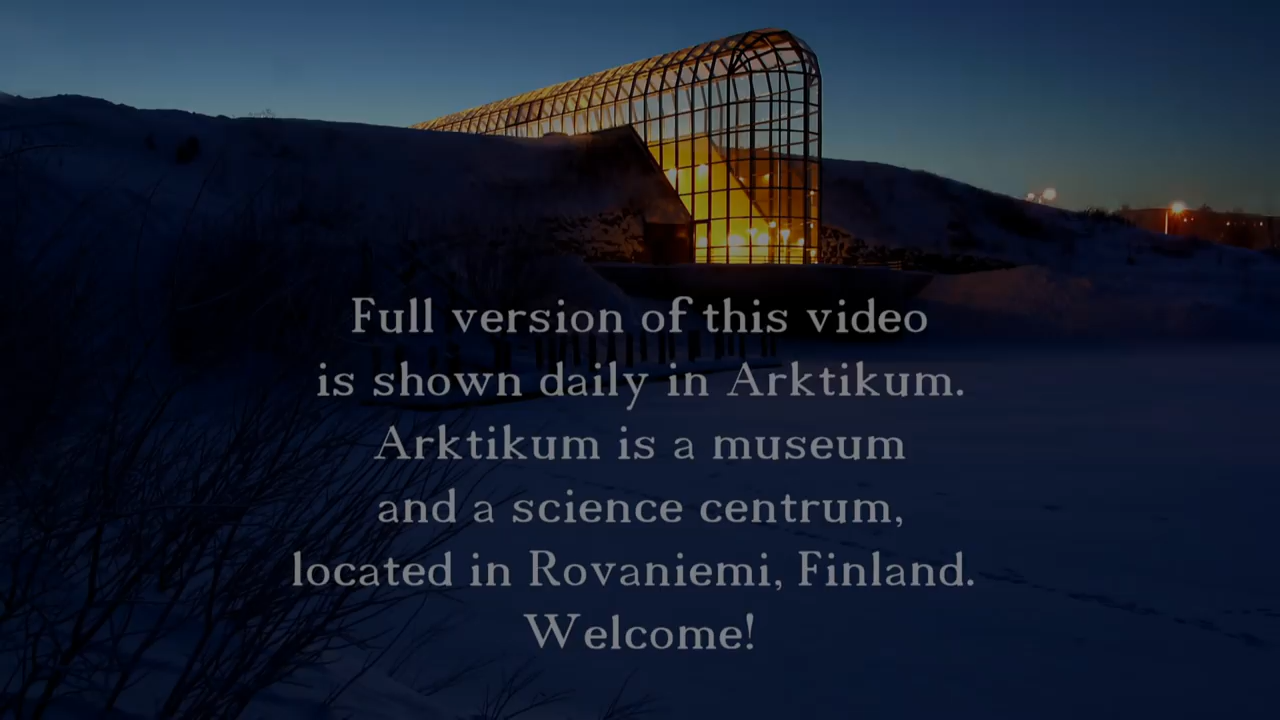 Full version of this video
is shown daily in Arktikum.
Arktikum is a museum
and a science centrum,
located in Rovaniemi, Finland.
Welcome!